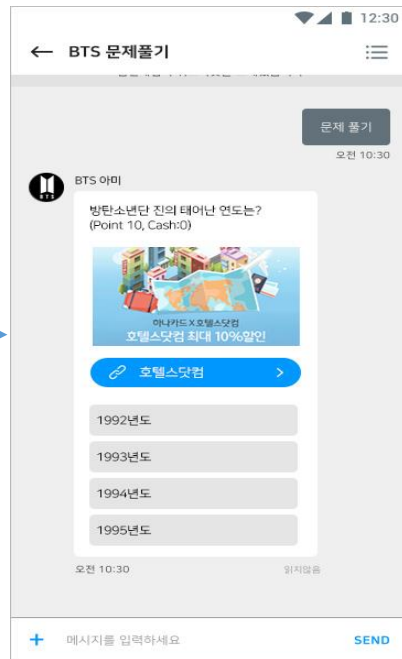 12:30
← BTS 문제풀기
문제 풀기
오전 10:30
BTS
BTS 아미
방탄소년단 진의 태어난 연도는?
(Point 10, Cash:0)
하나카드 X 호텔스닷컴
호텔스닷컴 최대 10%할인
호텔스닷컴 >
1992년도
1993년도
1994년도
1995년도
오전 10:30 읽지않음
+ 메시지를 입력하세요 SEND